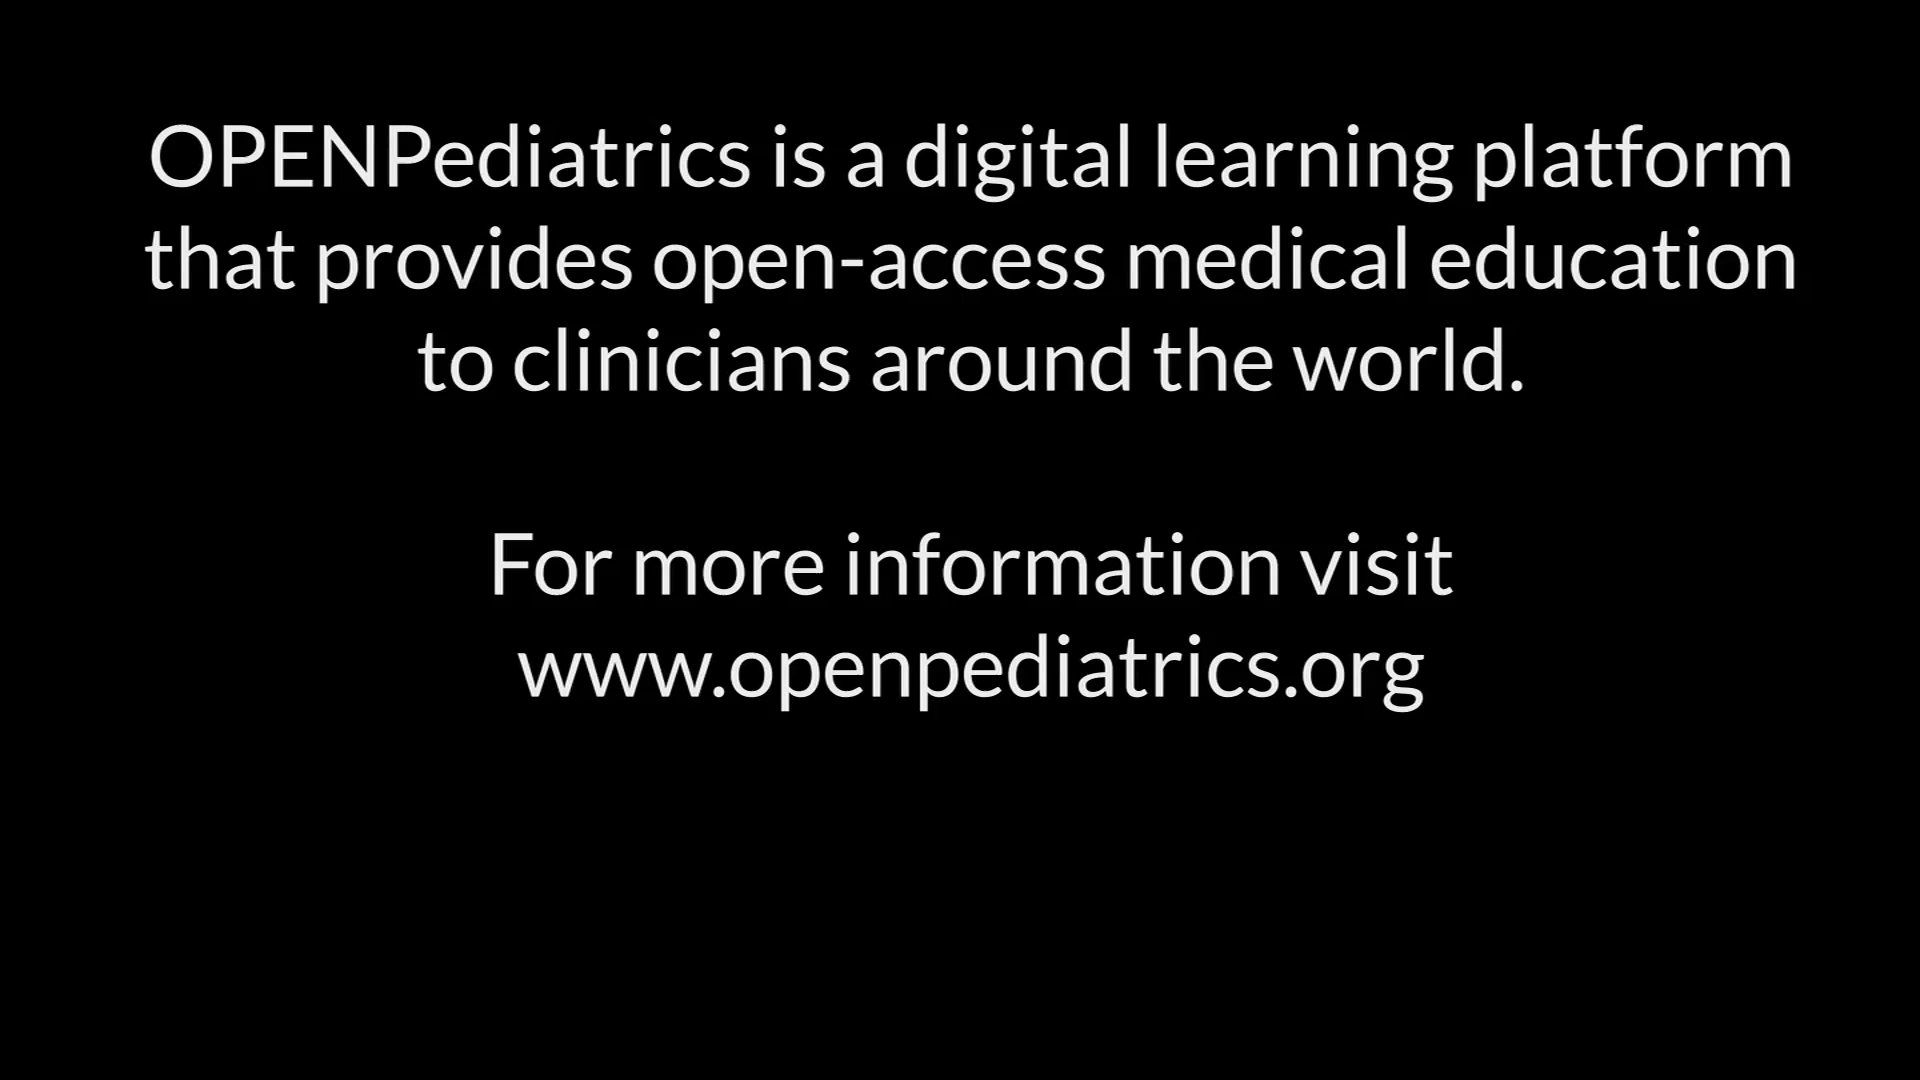 OPENPediatrics is a digital learning platform
that provides open-access medical education
to clinicians around the world.
For more information visit
www.openpediatrics.org